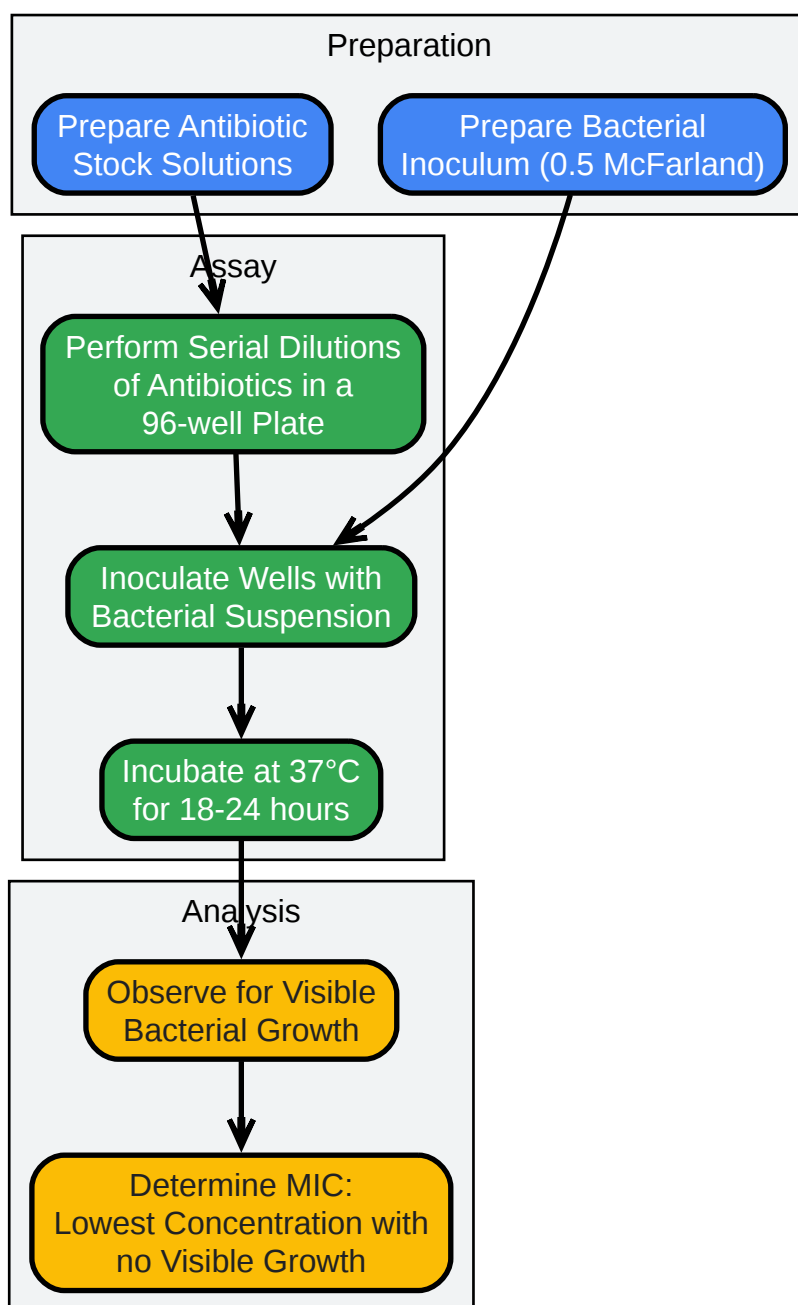 Preparation
Prepare Antibiotic
Stock Solutions
Prepare Bacterial
Inoculum (0.5 McFarland)
Assay
Perform Serial Dilutions
of Antibiotics in a
96-well Plate
Inoculate Wells with
Bacterial Suspension
Incubate at 37°C
for 18-24 hours
Analysis
Observe for Visible
Bacterial Growth
Determine MIC:
Lowest Concentration with
no Visible Growth